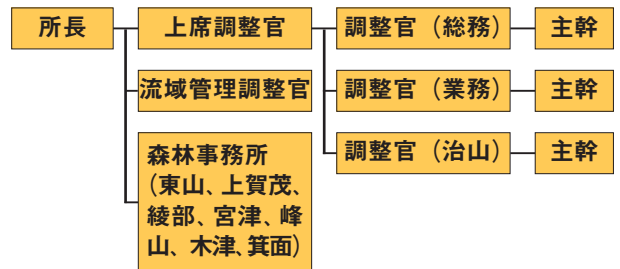 所長
上席調整官
調整官（総務）
主幹
流域管理調整官
調整官（業務）
主幹
調整官（治山）
主幹
森林事務所
（東山、上賀茂、
綾部、宮津、峰
山、木津、箕面）